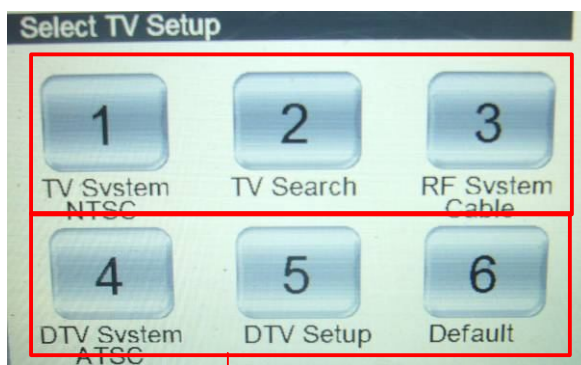 Select TV Setup
1 2 3
TV System TV Search RF System
NTSC Cable
4 5 6
DTV System DTV Setup Default
ATSC